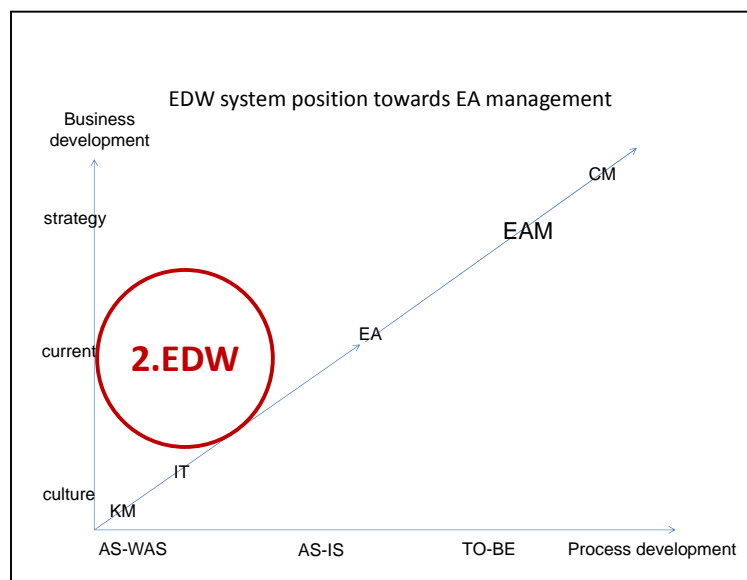 EDW system position towards EA management
Business
development
CM
strategy
EAM
EA
current
2.EDW
IT
culture
KM
AS-WAS
AS-IS
TO-BE
Process development